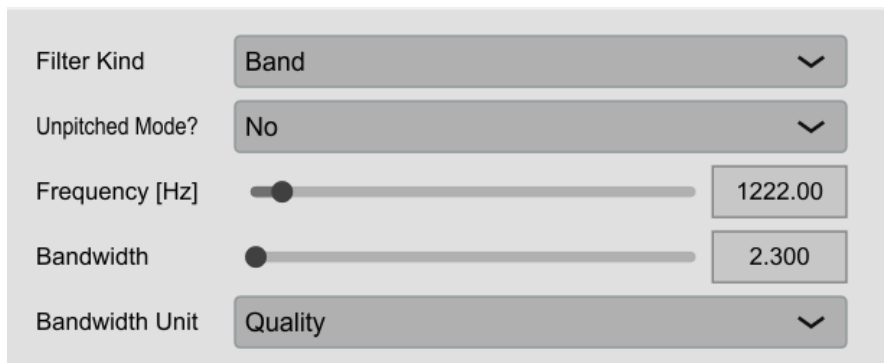 Filter Kind Band
Unpitched Mode? No
Frequency [Hz] 1222.00
Bandwidth 2.300
Bandwidth Unit Quality